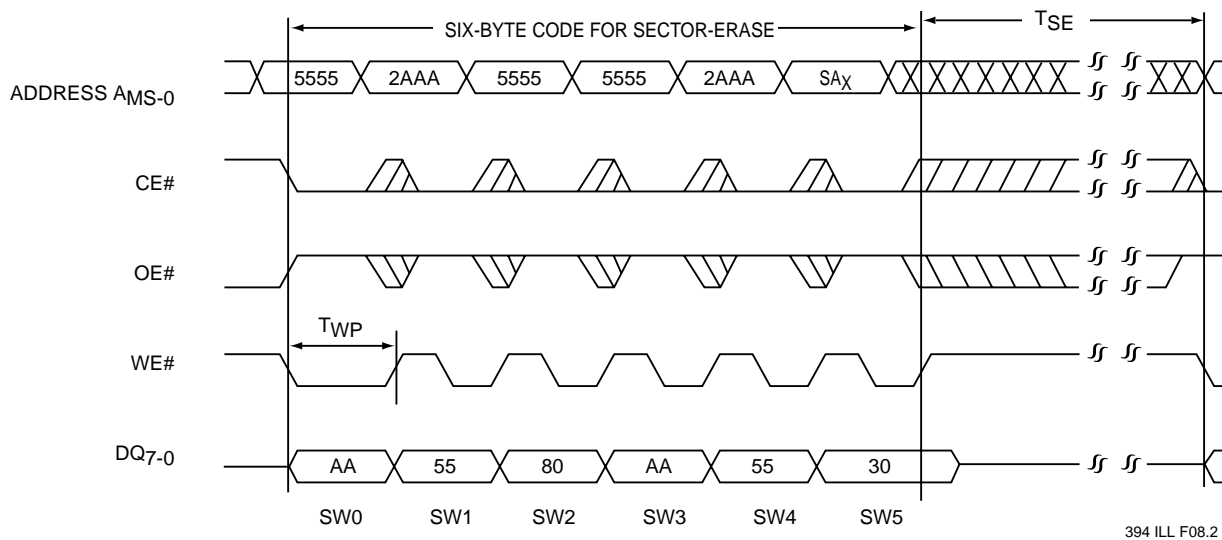 SIX-BYTE CODE FOR SECTOR-ERASE
TSE
ADDRESS AMS-0
5555 2AAA 5555 5555 2AAA SAX
CE#
OE#
TWP
WE#
DQ7-0
AA 55 80 AA 55 30
SW0 SW1 SW2 SW3 SW4 SW5
394 ILL F08.2